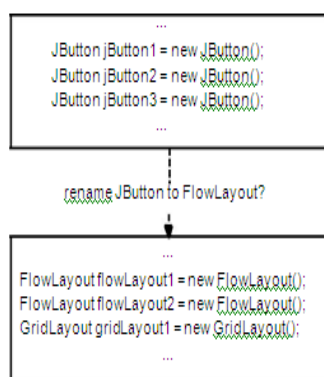 ...
JButton jButton1 = new JButton();
JButton jButton2 = new JButton();
JButton jButton3 = new JButton();
...
rename JButton to FlowLayout?
...
FlowLayout flowLayout1 = new FlowLayout();
FlowLayout flowLayout2 = new FlowLayout();
GridLayout gridLayout1 = new GridLayout();
...